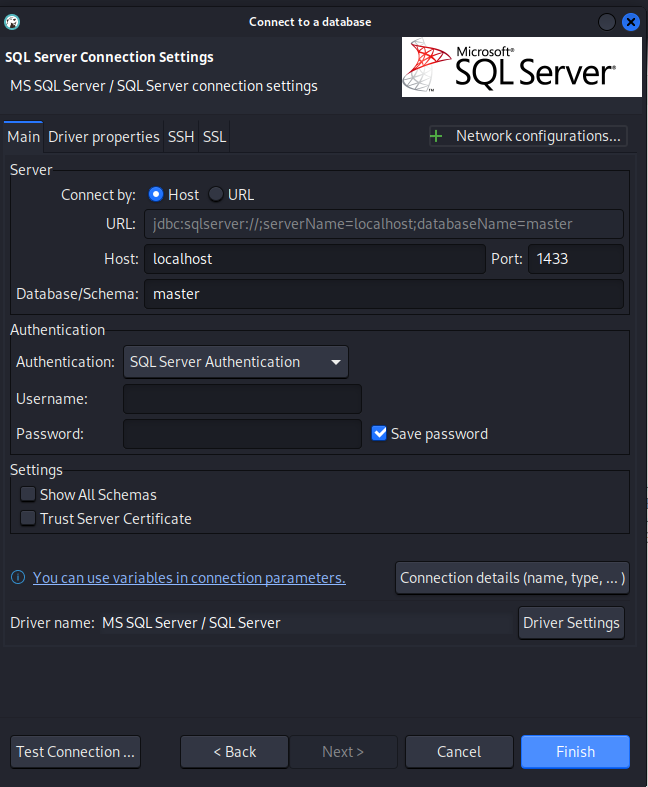 Connect to a database
SQL Server Connection Settings
MS SQL Server / SQL Server connection settings
Microsoft®
SQL Server®
Main Driver properties SSH SSL
Network configurations...
Server
Connect by: Host URL
URL: jdbc:sqlserver://;serverName=localhost;databaseName=master
Host: localhost Port: 1433
Database/Schema: master
Authentication
Authentication: SQL Server Authentication
Username:
Password: Save password
Settings
Show All Schemas
Trust Server Certificate
You can use variables in connection parameters. Connection details (name, type, ... )
Driver name: MS SQL Server / SQL Server Driver Settings
Test Connection ... < Back Next > Cancel Finish